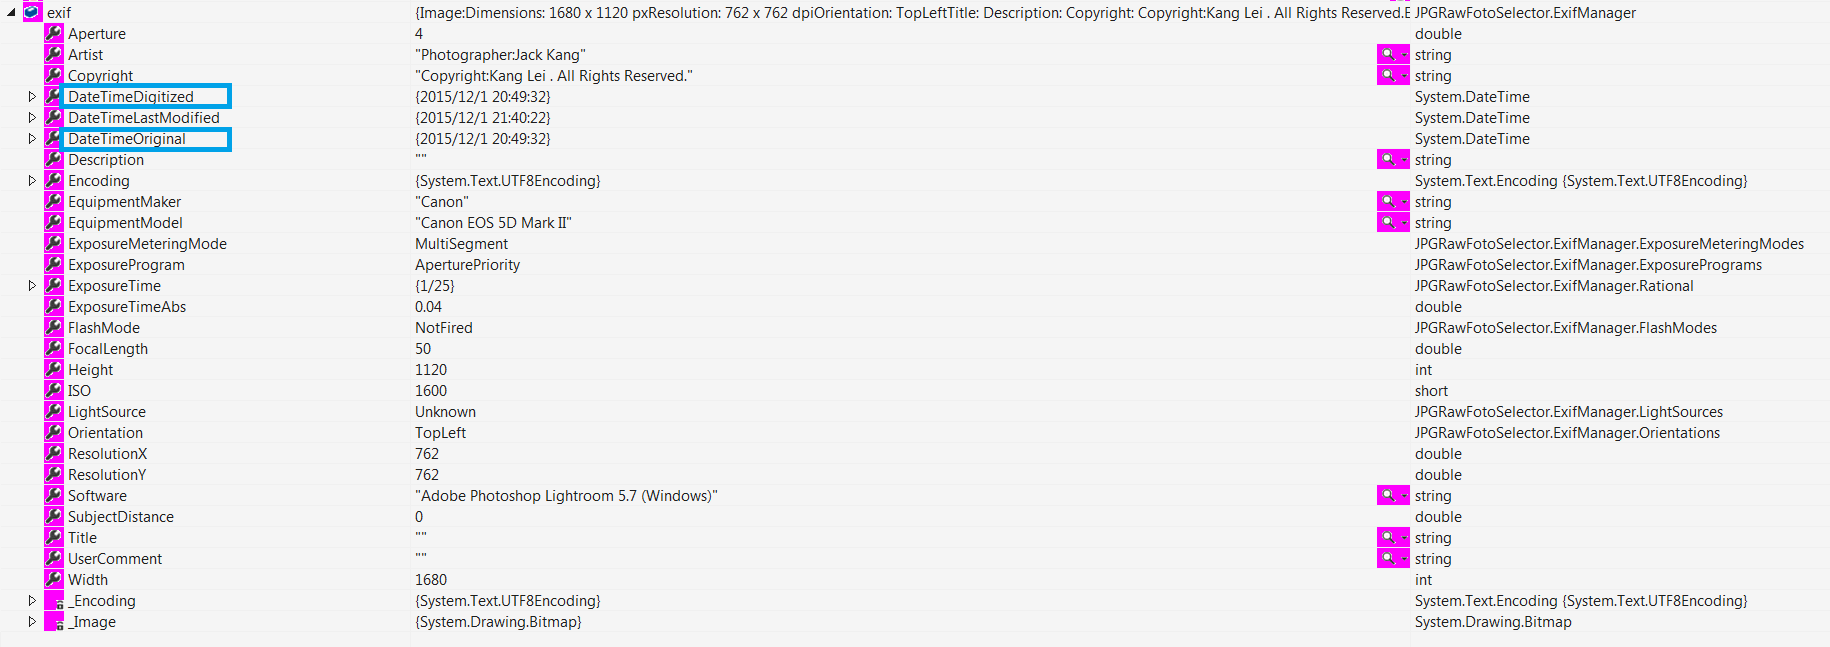 exif {Image:Dimensions: 1680 x 1120 pxResolution: 762 x 762 dpiOrientation: TopLeftTitle: Description: Copyright: Copyright:Kang Lei . All Rights Reserved.E JPGRawFotoSelector.ExifManager
Aperture 4 double
Artist "Photographer:Jack Kang" string
Copyright "Copyright:Kang Lei . All Rights Reserved." string
DateTimeDigitized {2015/12/1 20:49:32} System.DateTime
DateTimeLastModified {2015/12/1 21:40:22} System.DateTime
DateTimeOriginal {2015/12/1 20:49:32} System.DateTime
Description "" string
Encoding {System.Text.UTF8Encoding} System.Text.Encoding {System.Text.UTF8Encoding}
EquipmentMaker "Canon" string
EquipmentModel "Canon EOS 5D Mark II" string
ExposureMeteringMode MultiSegment JPGRawFotoSelector.ExifManager.ExposureMeteringModes
ExposureProgram AperturePriority JPGRawFotoSelector.ExifManager.ExposurePrograms
ExposureTime {1/25} JPGRawFotoSelector.ExifManager.Rational
ExposureTimeAbs 0.04 double
FlashMode NotFired JPGRawFotoSelector.ExifManager.FlashModes
FocalLength 50 double
Height 1120 int
ISO 1600 short
LightSource Unknown JPGRawFotoSelector.ExifManager.LightSources
Orientation TopLeft JPGRawFotoSelector.ExifManager.Orientations
ResolutionX 762 double
ResolutionY 762 double
Software "Adobe Photoshop Lightroom 5.7 (Windows)" string
SubjectDistance 0 double
Title "" string
UserComment "" string
Width 1680 int
_Encoding {System.Text.UTF8Encoding} System.Text.Encoding {System.Text.UTF8Encoding}
_Image {System.Drawing.Bitmap} System.Drawing.Bitmap